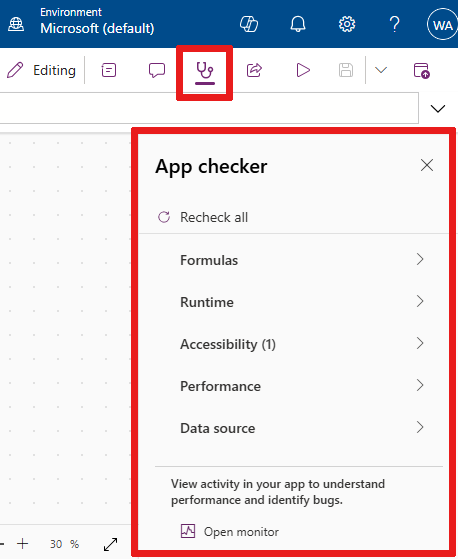 Environment
Microsoft (default)
?
WA
Editing
App checker
Recheck all
Formulas
Runtime
Accessibility (1)
Performance
Data source
View activity in your app to understand
performance and identify bugs.
Open monitor
- + 30 %